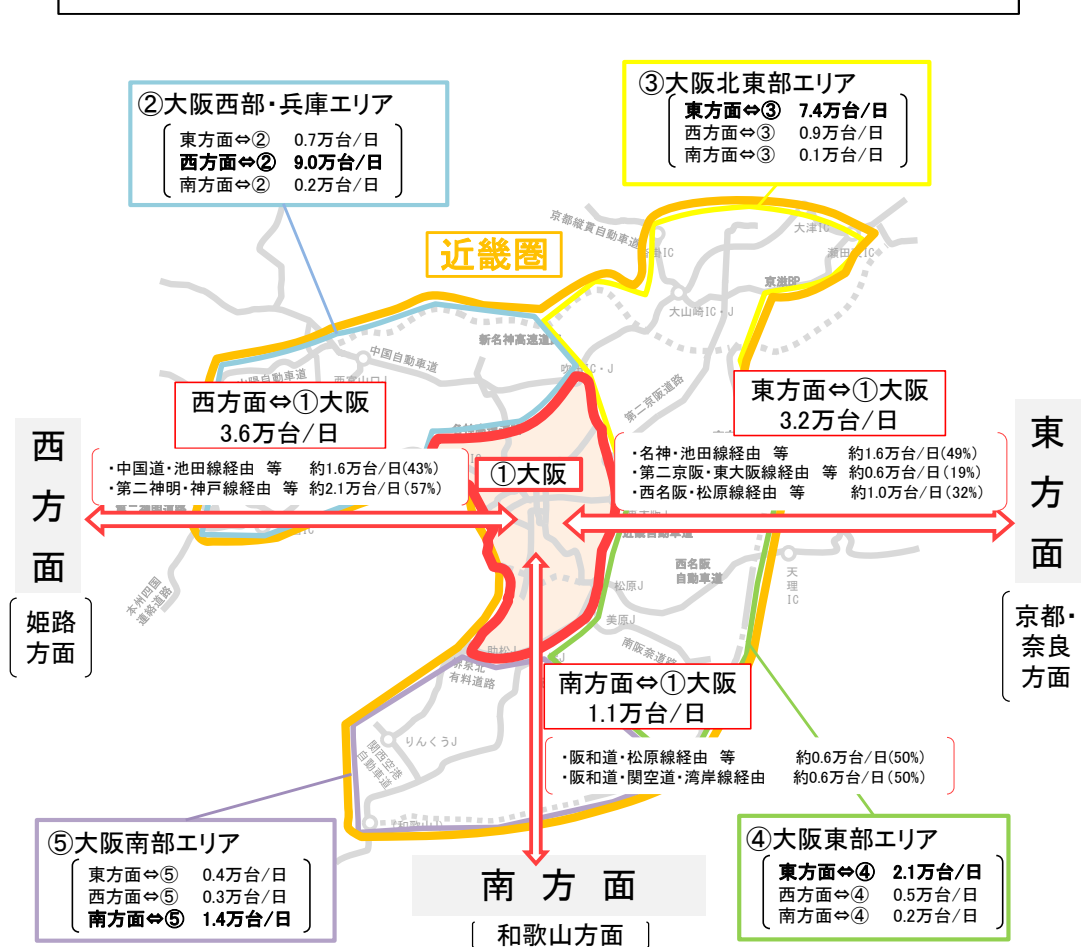 ②大阪西部・兵庫エリア
東方面⇔② 0.7万台/日
西方面⇔② 9.0万台/日
南方面⇔② 0.2万台/日
③大阪北東部エリア
東方面⇔③ 7.4万台/日
西方面⇔③ 0.9万台/日
南方面⇔③ 0.1万台/日
近畿圏
京都縦貫自動車道
大津IC
京滋BP
大山崎IC・J
新名神高速道路
中国自動車道
第二京阪道路
西方面⇔①大阪
3.6万台/日
・中国道・池田線経由 等 約1.6万台/日(43%)
・第二神明・神戸線経由 等 約2.1万台/日(57%)
東方面⇔①大阪
3.2万台/日
・名神・池田線経由 等 約1.6万台/日(49%)
・第二京阪・東大阪線経由 等 約0.6万台/日(19%)
・西名阪・松原線経由 等 約1.0万台/日(32%)
①大阪
西方面
姫路
方面
東方面
京都・
奈良
方面
近畿自動車道
西名阪
自動車道
天理IC
松原J
美原J
南阪奈道路
本州四国
連絡道路
助松J
有料道路
りんくうJ
関西空港
自動車道
南方面⇔①大阪
1.1万台/日
・阪和道・松原線経由 等 約0.6万台/日(50%)
・阪和道・関空道・湾岸線経由 約0.6万台/日(50%)
⑤大阪南部エリア
東方面⇔⑤ 0.4万台/日
西方面⇔⑤ 0.3万台/日
南方面⇔⑤ 1.4万台/日
④大阪東部エリア
東方面⇔④ 2.1万台/日
西方面⇔④ 0.5万台/日
南方面⇔④ 0.2万台/日
南方面
和歌山方面